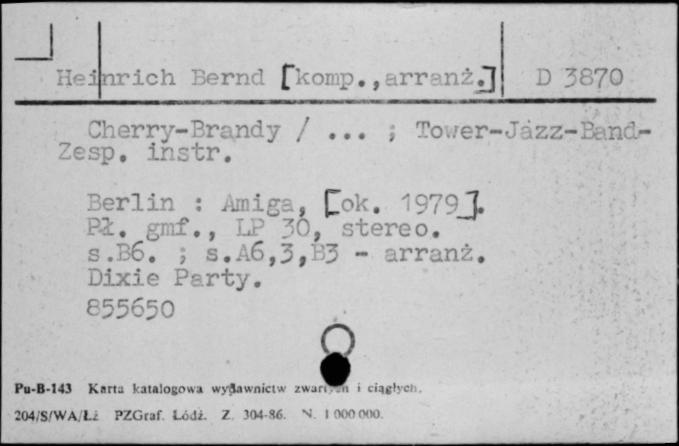 Heinrich Bernd [komp.,arranż.] D 3870
Cherry-Brandy / ... ; Tower-Jazz-Band-
Zesp. instr.
Berlin : Amiga, [ok. 1979].
Pł. gmf., LP 30, stereo.
s.B6. ; s.A6,3,B3 - arranż.
Dixie Party.
855650
Pu-B-143 Karta katalogowa wydawnictw zwartych i ciągłych.
204/S/WA/Łź PZGraf. Łódź. Z. 304-86. N. 1 000 000.